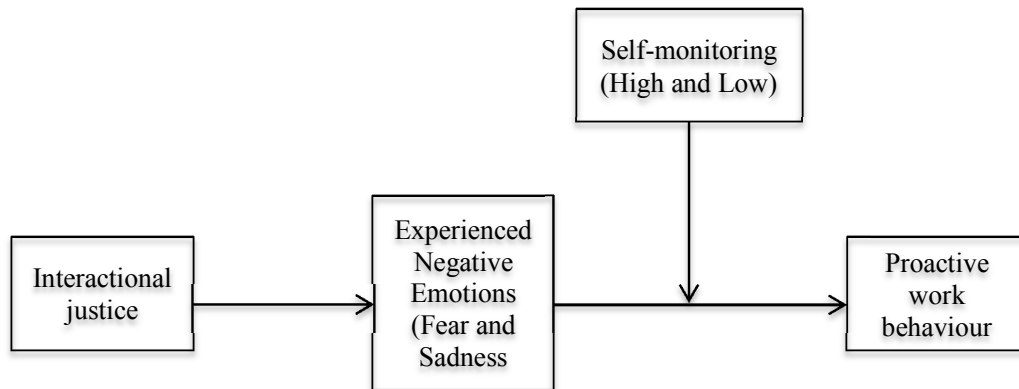 Self-monitoring
(High and Low)
Interactional
justice
Experienced
Negative
Emotions
(Fear and
Sadness
Proactive
work
behaviour